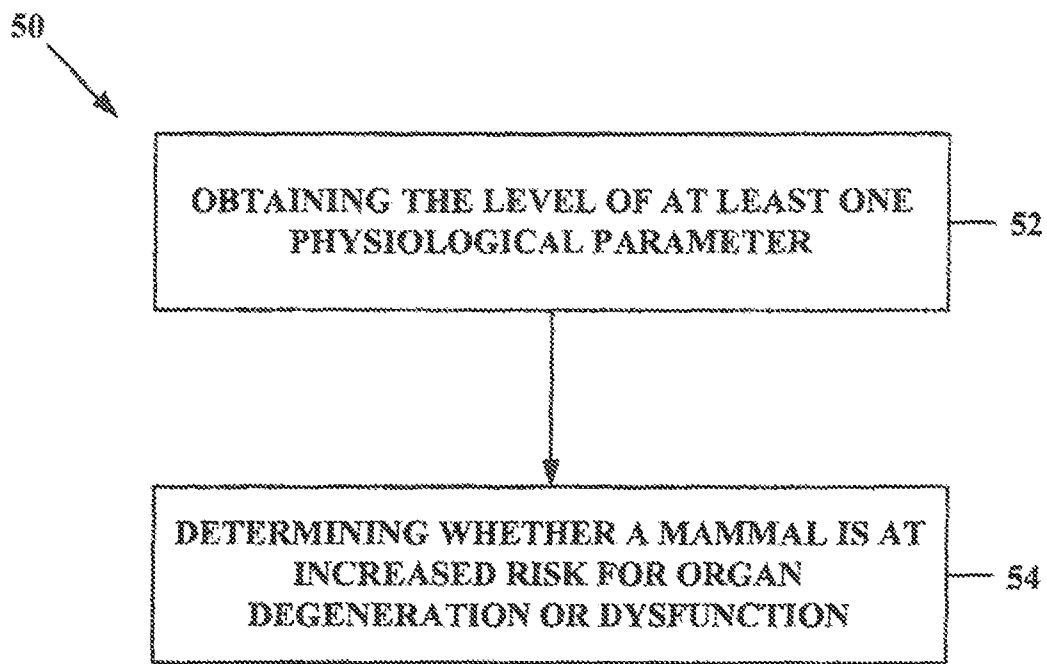 50
OBTAINING THE LEVEL OF AT LEAST ONE
PHYSIOLOGICAL PARAMETER
52
DETERMINING WHETHER A MAMMAL IS AT
INCREASED RISK FOR ORGAN
DEGENERATION OR DYSFUNCTION
54